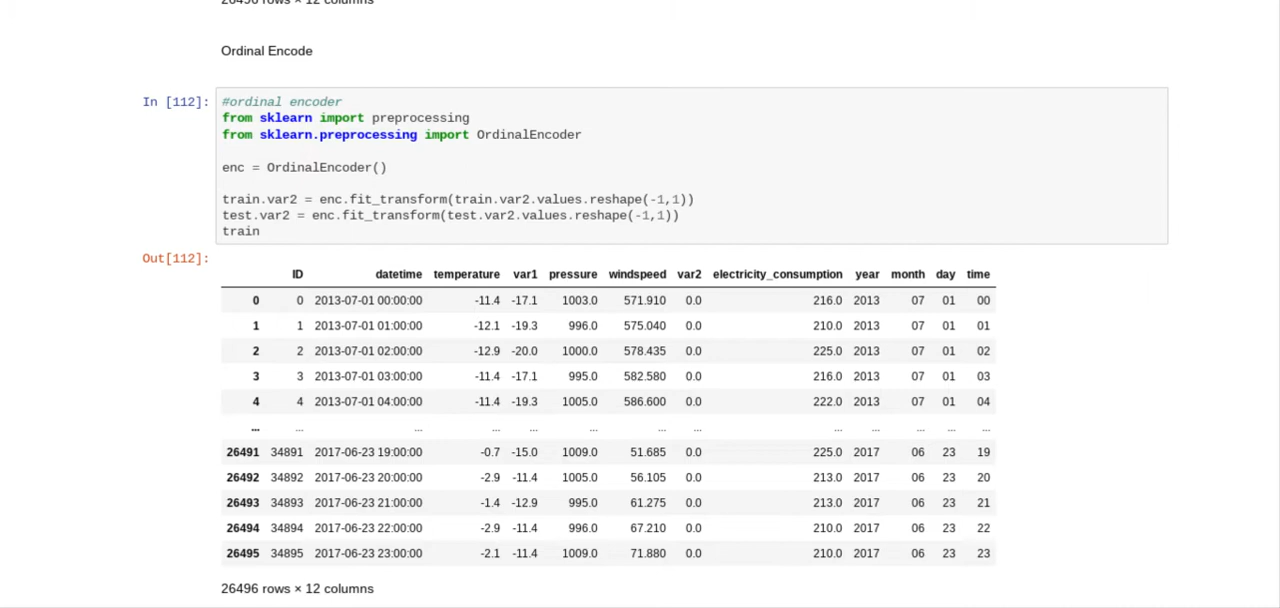 26496 rows × 12 columns
Ordinal Encode
In [112]:
#ordinal encoder
from sklearn import preprocessing
from sklearn.preprocessing import OrdinalEncoder
enc = OrdinalEncoder()
train.var2 = enc.fit_transform(train.var2.values.reshape(-1,1))
test.var2 = enc.fit_transform(test.var2.values.reshape(-1,1))
train
Out[112]:
ID datetime temperature var1 pressure windspeed var2 electricity_consumption year month day time
0 0 2013-07-01 00:00:00 -11.4 -17.1 1003.0 571.910 0.0 216.0 2013 07 01 00
1 1 2013-07-01 01:00:00 -12.1 -19.3 996.0 575.040 0.0 210.0 2013 07 01 01
2 2 2013-07-01 02:00:00 -12.9 -20.0 1000.0 578.435 0.0 225.0 2013 07 01 02
3 3 2013-07-01 03:00:00 -11.4 -17.1 995.0 582.580 0.0 216.0 2013 07 01 03
4 4 2013-07-01 04:00:00 -11.4 -19.3 1005.0 586.600 0.0 222.0 2013 07 01 04
... ... ... ... ... ... ... ... ... ... ... ... ...
26491 34891 2017-06-23 19:00:00 -0.7 -15.0 1009.0 51.685 0.0 225.0 2017 06 23 19
26492 34892 2017-06-23 20:00:00 -2.9 -11.4 1005.0 56.105 0.0 213.0 2017 06 23 20
26493 34893 2017-06-23 21:00:00 -1.4 -12.9 995.0 61.275 0.0 213.0 2017 06 23 21
26494 34894 2017-06-23 22:00:00 -2.9 -11.4 996.0 67.210 0.0 210.0 2017 06 23 22
26495 34895 2017-06-23 23:00:00 -2.1 -11.4 1009.0 71.880 0.0 210.0 2017 06 23 23
26496 rows × 12 columns